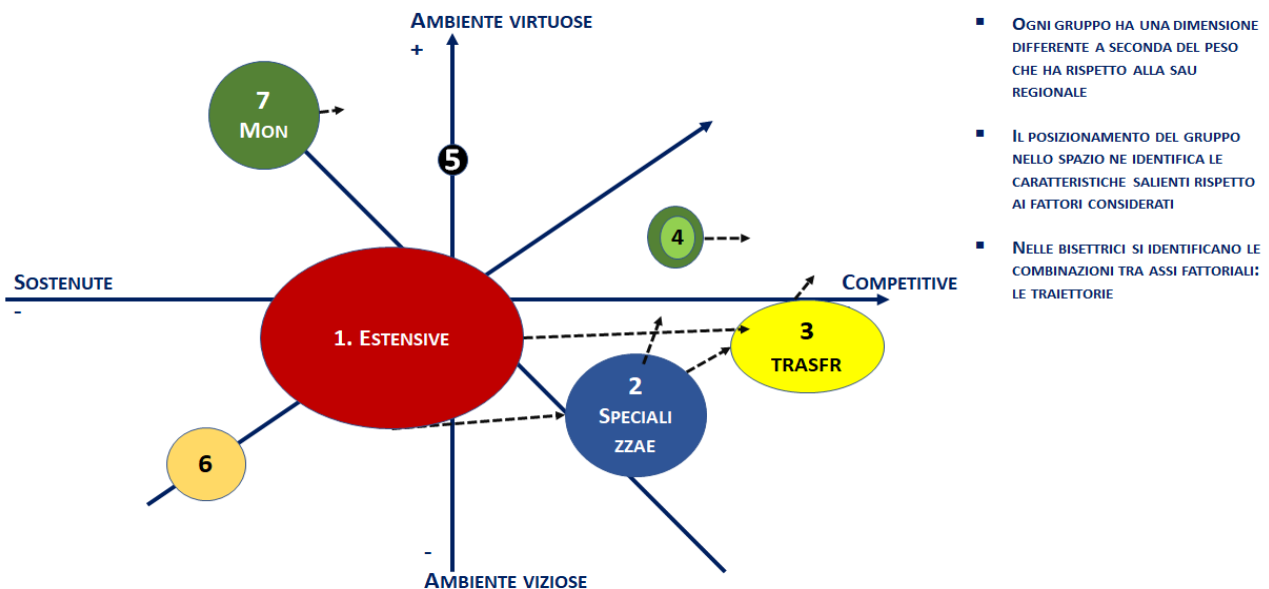 AMBIENTE VIRTUOSE
+
7
MON
5
4
SOSTENUTE
-
COMPETITIVE
1. ESTENSIVE
3
TRASFR
2
SPECIALI
ZZAE
6
-
AMBIENTE VIZIOSE
▪ OGNI GRUPPO HA UNA DIMENSIONE
DIFFERENTE A SECONDA DEL PESO
CHE HA RISPETTO ALLA SAU
REGIONALE
▪ IL POSIZIONAMENTO DEL GRUPPO
NELLO SPAZIO NE IDENTIFICA LE
CARATTERISTICHE SALIENTI RISPETTO
AI FATTORI CONSIDERATI
▪ NELLE BISETTRICI SI IDENTIFICANO LE
COMBINAZIONI TRA ASSI FATTORIALI:
LE TRAIETTORIE